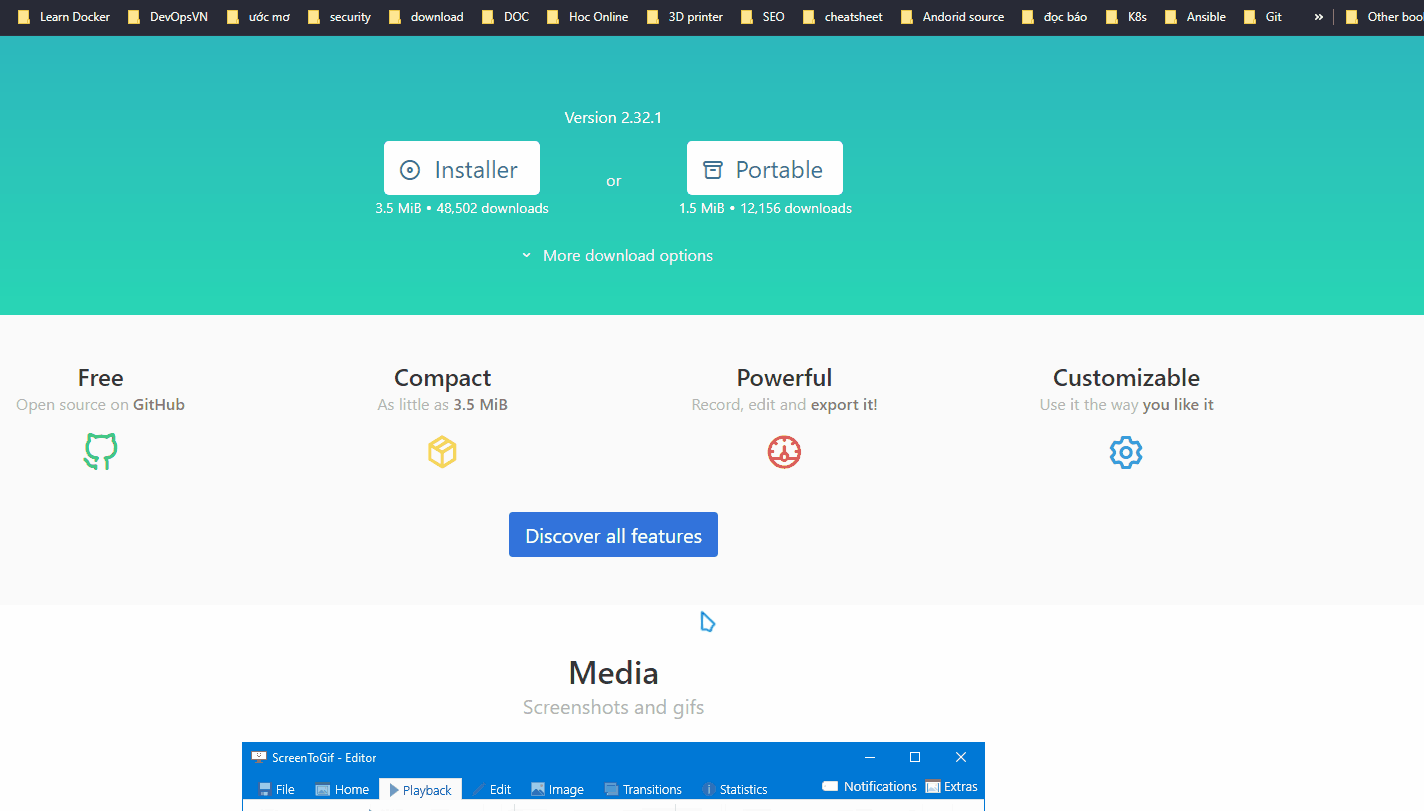 Learn Docker DevOpsVN ước mơ security download DOC Hoc Online 3D printer SEO cheatsheet Andorid source đọc báo K8s Ansible Git » Other boo
Version 2.32.1
Installer or Portable
3.5 MiB • 48,502 downloads 1.5 MiB • 12,156 downloads
More download options
Free Compact Powerful Customizable
Open source on GitHub As little as 3.5 MiB Record, edit and export it! Use it the way you like it
Discover all features
Media
Screenshots and gifs
ScreenToGif - Editor
File Home Playback Edit Image Transitions Statistics Notifications Extras